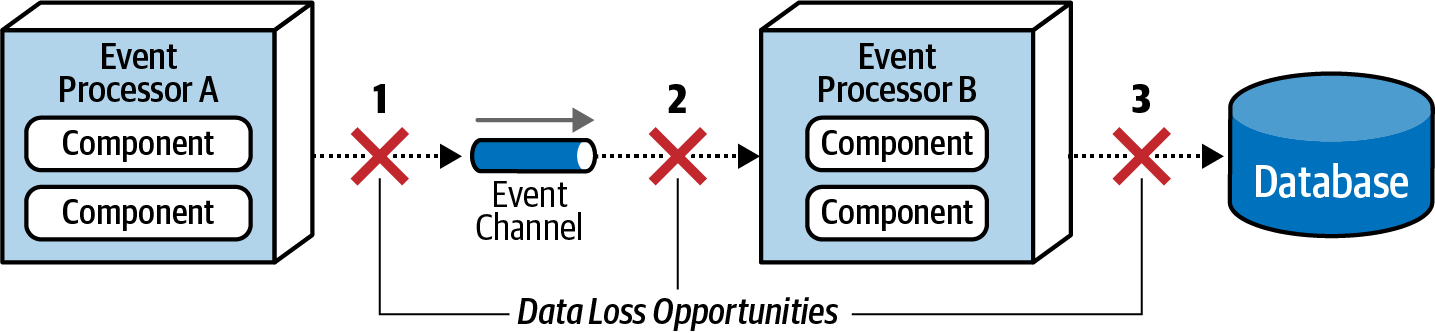 Event
Processor A
Component
Component
1
Event
Channel
2
Event
Processor B
Component
Component
3
Database
Data Loss Opportunities